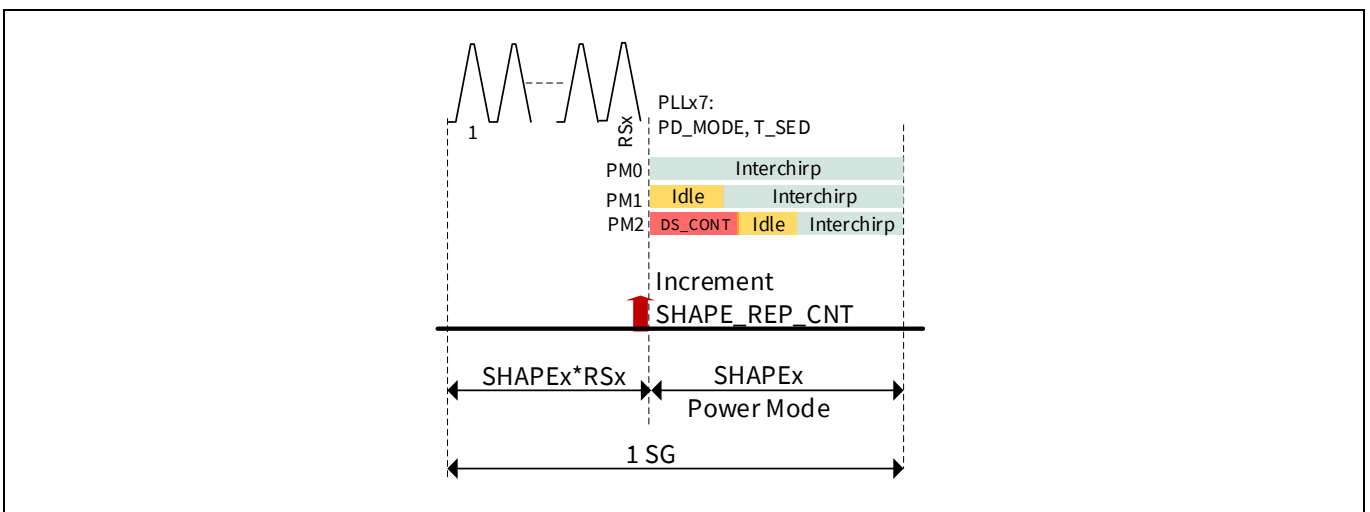 1
RSx
PLLx7:
PD_MODE, T_SED
PM0
Interchirp
PM1
Idle
Interchirp
PM2
DS_CONT
Idle
Interchirp
Increment
SHAPE_REP_CNT
SHAPEx*RSx
SHAPEx
Power Mode
1 SG